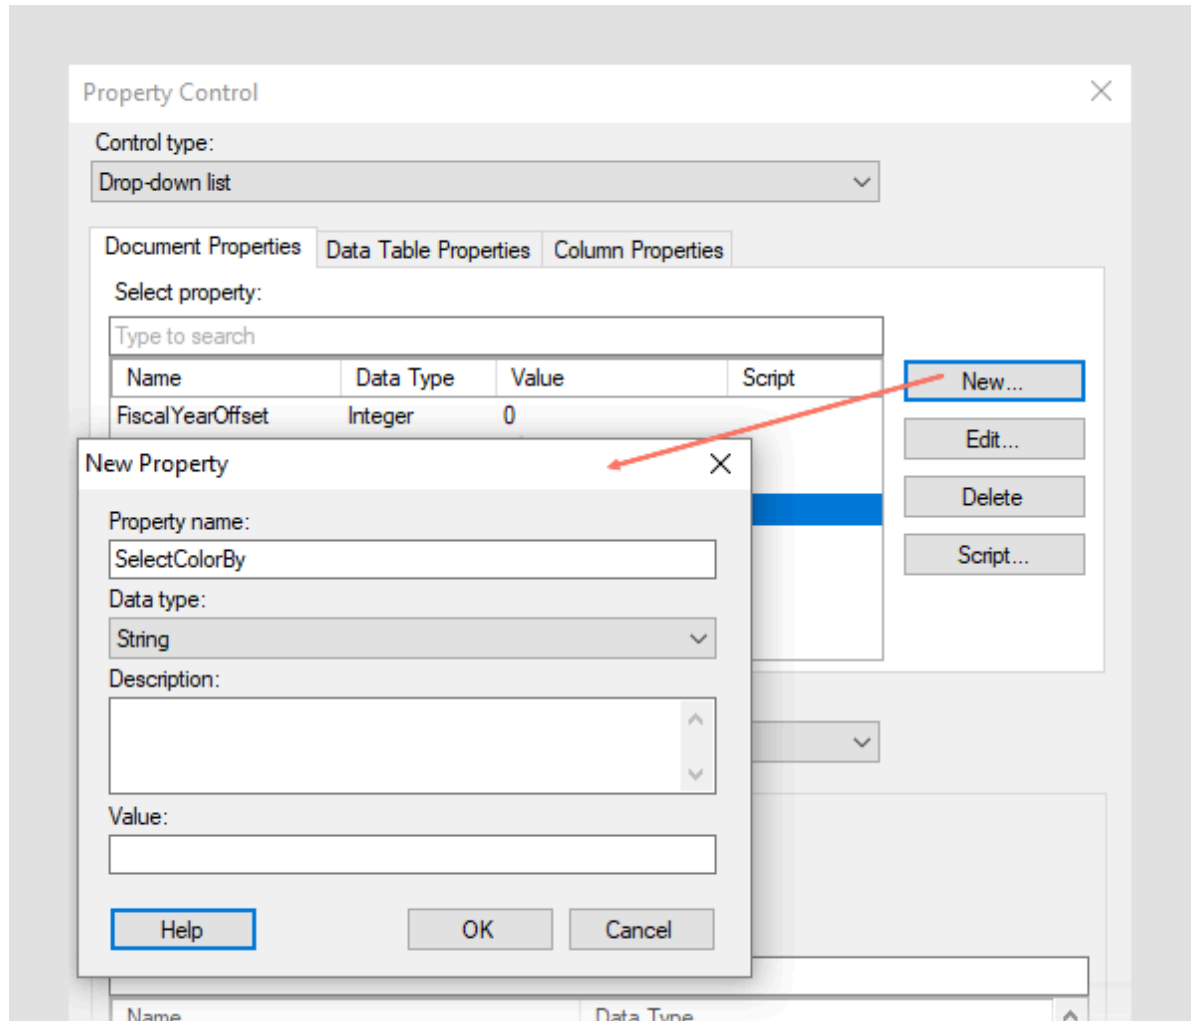 Property Control
Control type:
Drop-down list
Document Properties Data Table Properties Column Properties
Select property:
Type to search
Name Data Type Value Script
FiscalYearOffset Integer 0
New...
Edit...
Delete
Script...
New Property
Property name:
SelectColorBy
Data type:
String
Description:
Value:
Help OK Cancel
Name Data Type